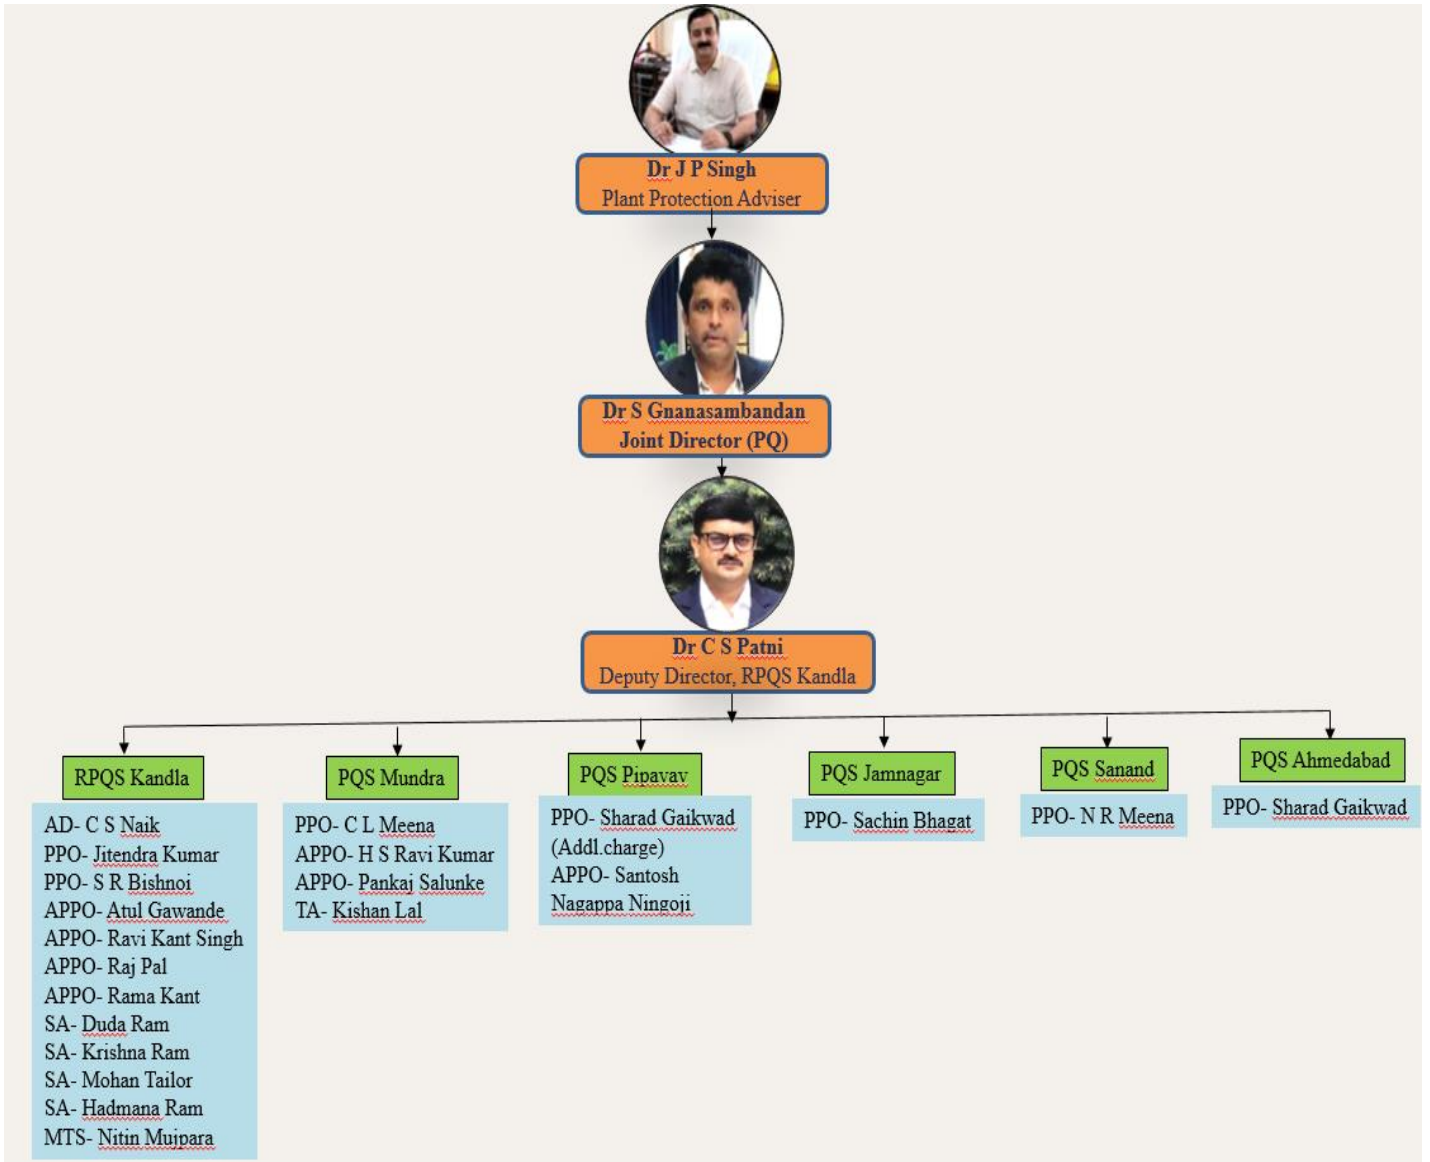 Dr J P Singh
Plant Protection Adviser
Dr S Gnanasambandan
Joint Director (PQ)
Dr C S Patni
Deputy Director, RPQS Kandla
RPQS Kandla
AD- C S Naik
PPO- Jitendra Kumar
PPO- S R Bishnoi
APPO- Atul Gawande
APPO- Ravi Kant Singh
APPO- Raj Pal
APPO- Rama Kant
SA- Duda Ram
SA- Krishna Ram
SA- Mohan Tailor
SA- Hadmana Ram
MTS- Nitin Mujpara
PQS Mundra
PPO- C L Meena
APPO- H S Ravi Kumar
APPO- Pankaj Salunke
TA- Kishan Lal
PQS Pipavav
PPO- Sharad Gaikwad
(Addl.charge)
APPO- Santosh
Nagappa Ningoji
PQS Jamnagar
PPO- Sachin Bhagat
PQS Sanand
PPO- N R Meena
PQS Ahmedabad
PPO- Sharad Gaikwad